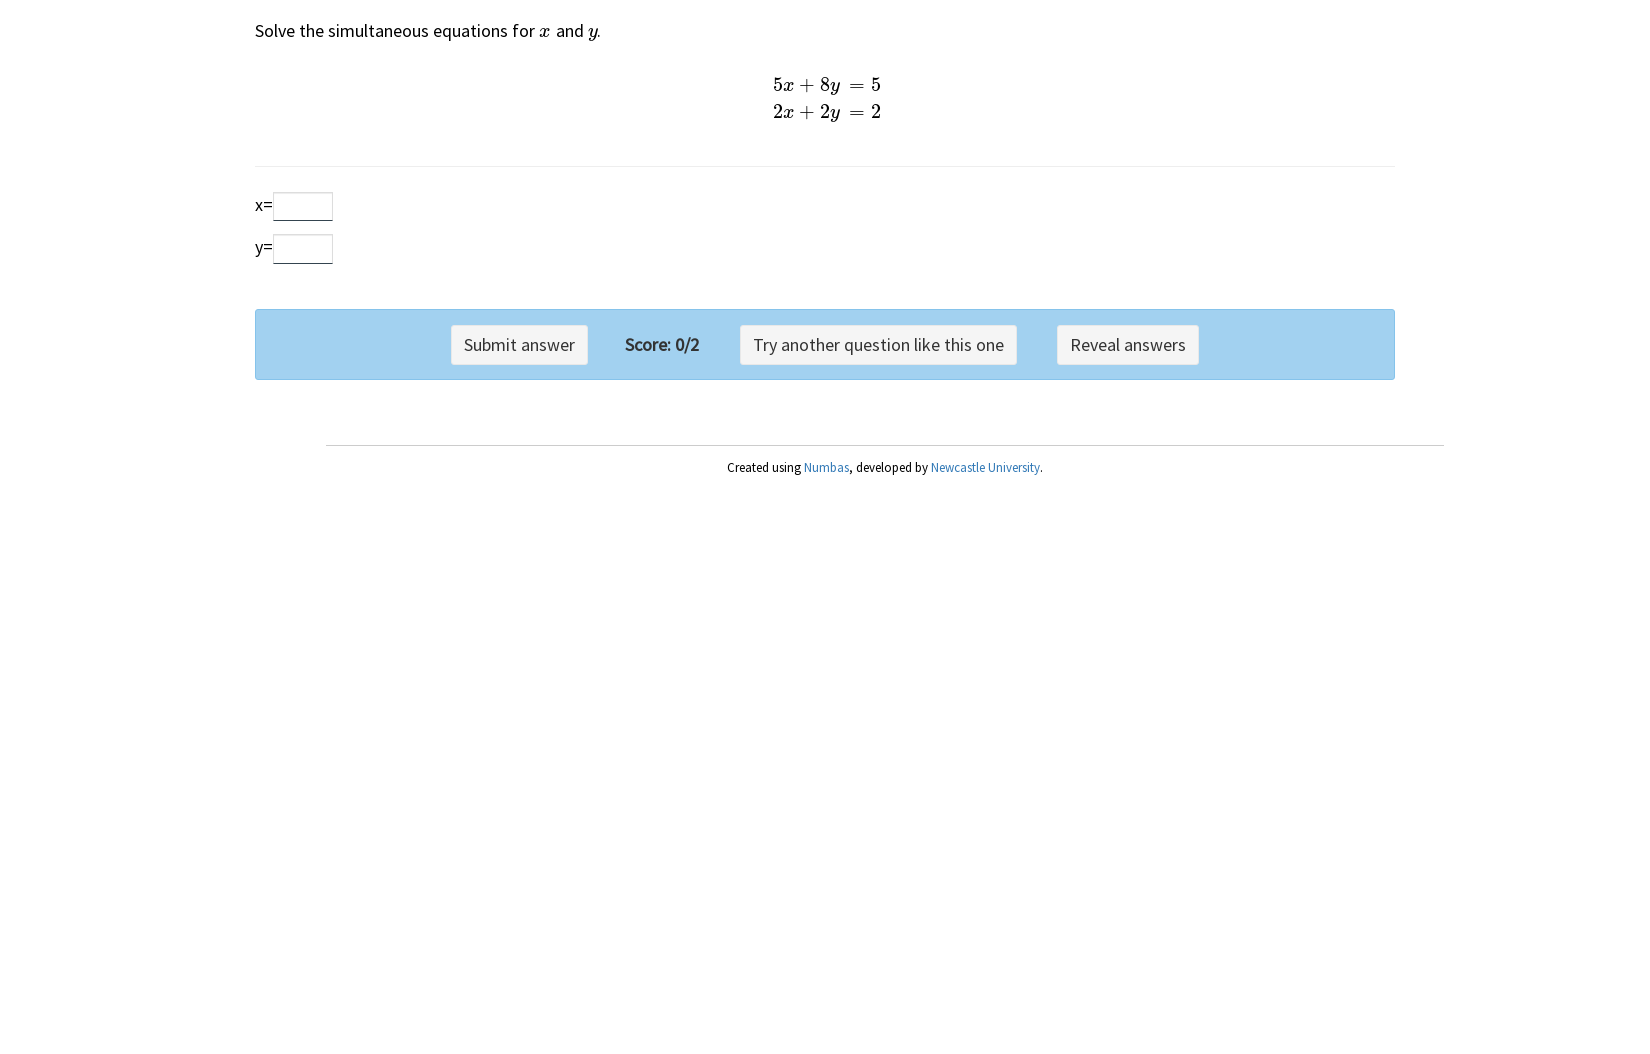 Solve the simultaneous equations for x and y.
5x + 8y = 5
2x + 2y = 2
x=
y=
Submit answer Score: 0/2 Try another question like this one Reveal answers
Created using Numbas, developed by Newcastle University.